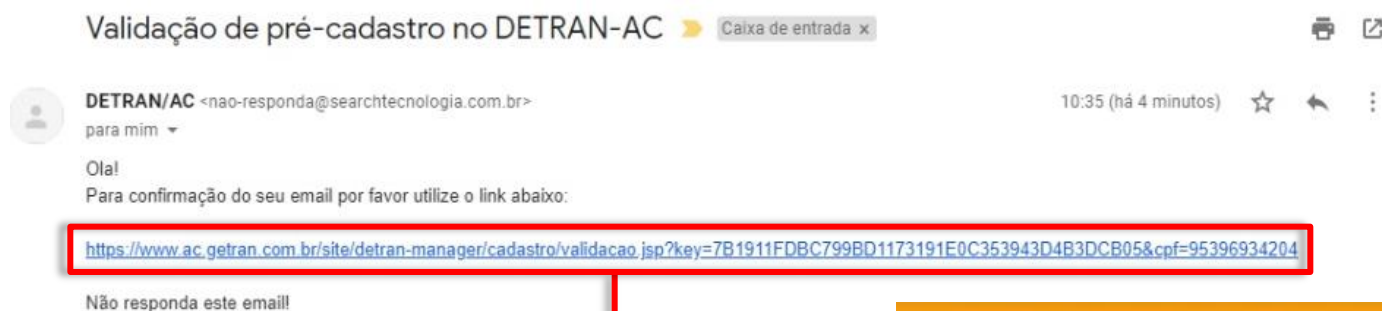 Validação de pré-cadastro no DETRAN-AC Caixa de entrada x
DETRAN/AC <nao-responda@searchtecnologia.com.br> 10:35 (há 4 minutos)
para mim
Ola!
Para confirmação do seu email por favor utilize o link abaixo:
https://www.ac.getran.com.br/site/detran-manager/cadastro/validacao.jsp?key=7B1911FDBC799BD1173191E0C353943D4B3DCB05&cpf=95396934204
Não responda este email!